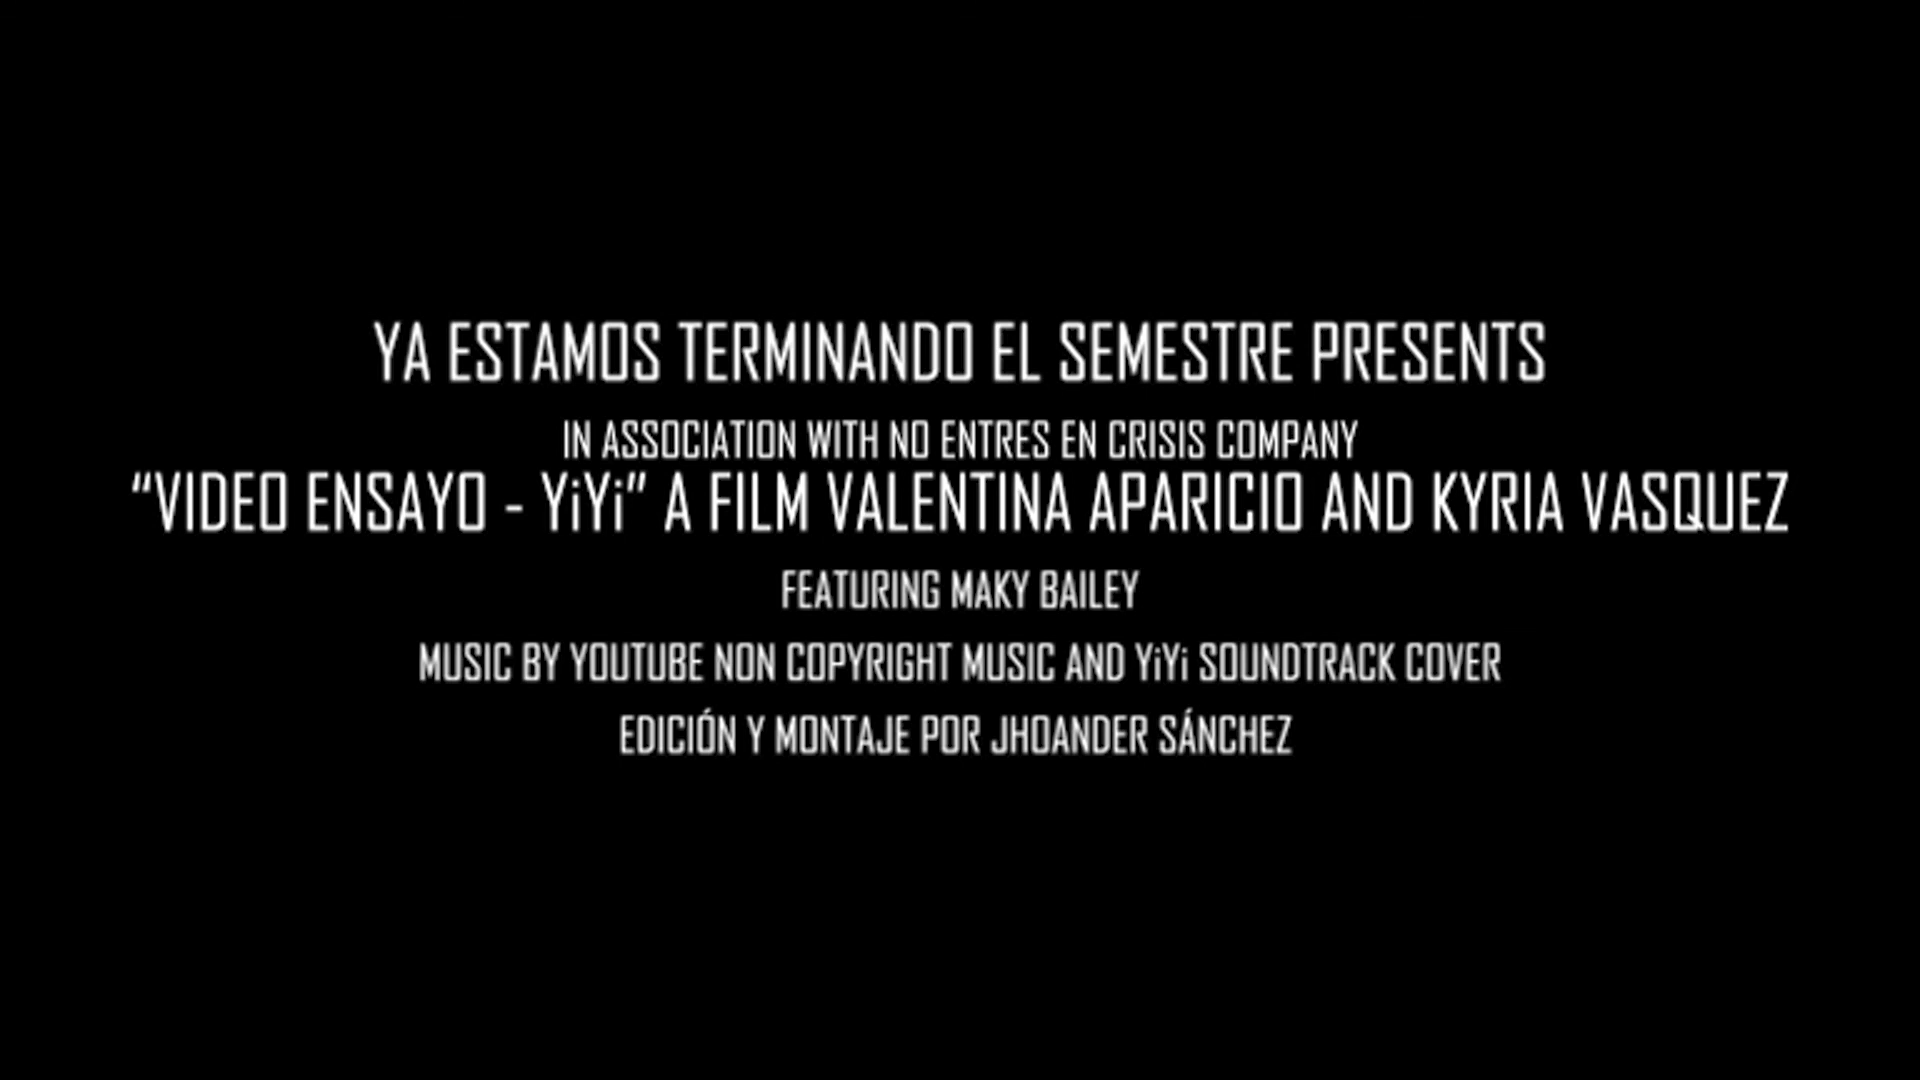 YA ESTAMOS TERMINANDO EL SEMESTRE PRESENTS
IN ASSOCIATION WITH NO ENTRES EN CRISIS COMPANY
“VIDEO ENSAYO - YiYi” A FILM VALENTINA APARICIO AND KYRIA VASQUEZ
FEATURING MAKY BAILEY
MUSIC BY YOUTUBE NON COPYRIGHT MUSIC AND YiYi SOUNDTRACK COVER
EDICIÓN Y MONTAJE POR JHOANDER SÁNCHEZ